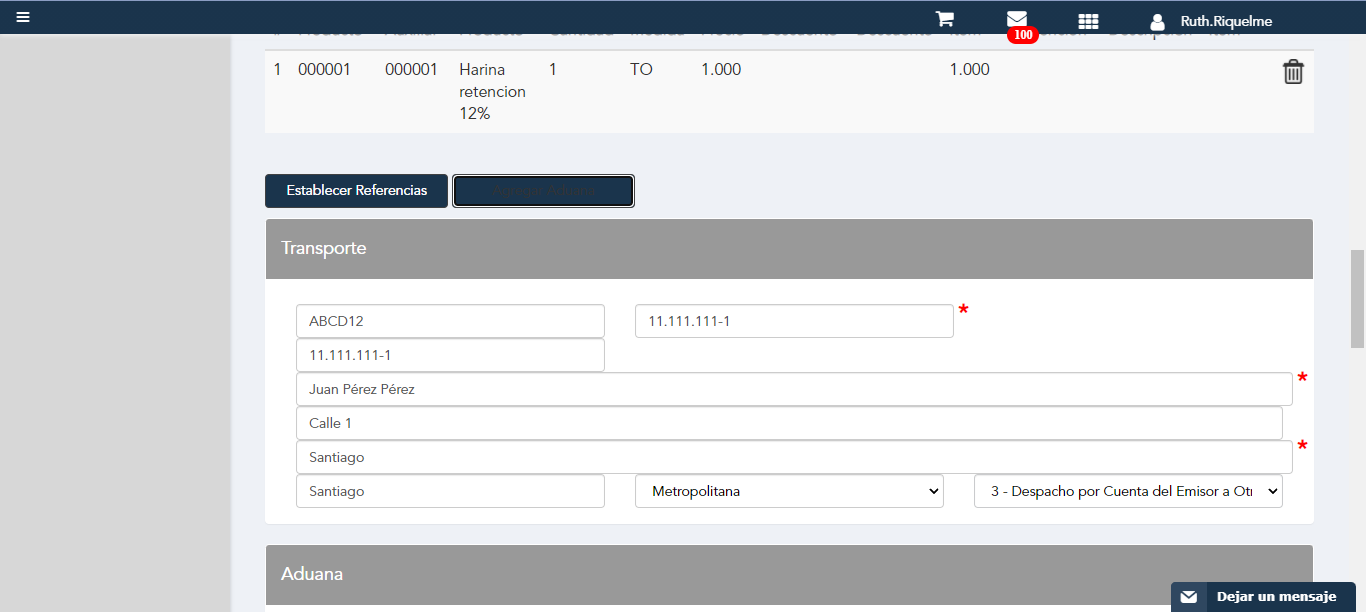 Ruth.Riquelme
100
1 000001 000001 Harina 1 TO 1.000 1.000
retencion
12%
Establecer Referencias
Transporte
ABCD12 11.111.111-1 *
11.111.111-1
Juan Pérez Pérez *
Calle 1
Santiago *
Santiago Metropolitana 3 - Despacho por Cuenta del Emisor a Otr
Aduana
Dejar un mensaje